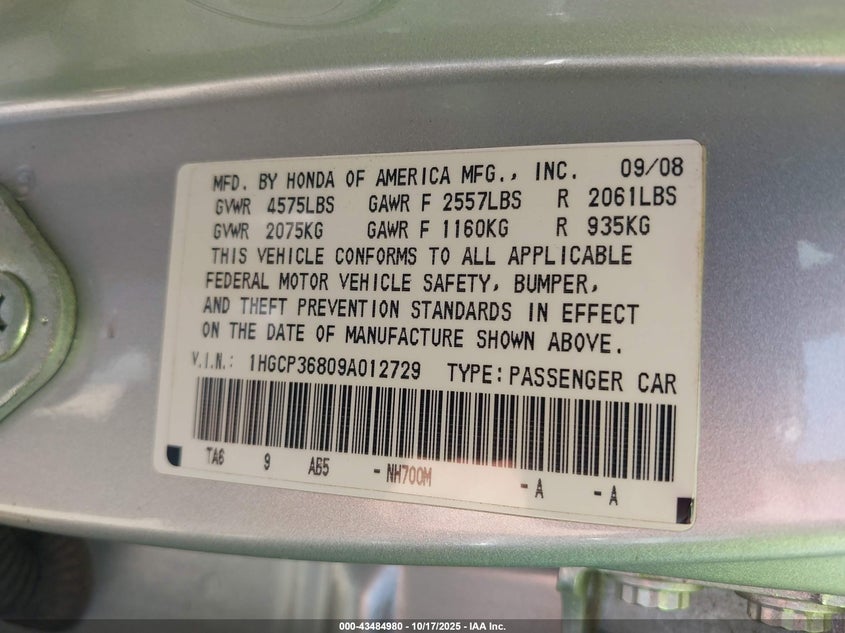 MFD. BY HONDA OF AMERICA MFG., INC. 09/08
GVWR 4575LBS GAWR F 2557LBS R 2061LBS
GVWR 2075KG GAWR F 1160KG R 935KG
THIS VEHICLE CONFORMS TO ALL APPLICABLE
FEDERAL MOTOR VEHICLE SAFETY, BUMPER,
AND THEFT PREVENTION STANDARDS IN EFFECT
ON THE DATE OF MANUFACTURE SHOWN ABOVE.
V.I.N.: 1HGCP36809A012729 TYPE:PASSENGER CAR
TA6 9 AB5 - NH700M - A - A
000-43484980 - 10/17/2025 - IAA Inc.